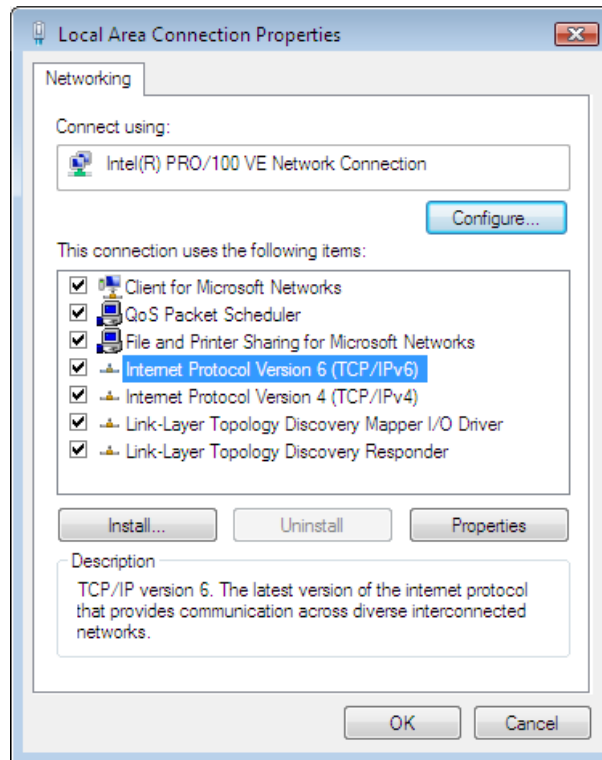 Local Area Connection Properties
Networking
Connect using:
Intel(R) PRO/100 VE Network Connection
Configure...
This connection uses the following items:
Client for Microsoft Networks
QoS Packet Scheduler
File and Printer Sharing for Microsoft Networks
Internet Protocol Version 6 (TCP/IPv6)
Internet Protocol Version 4 (TCP/IPv4)
Link-Layer Topology Discovery Mapper I/O Driver
Link-Layer Topology Discovery Responder
Install...
Uninstall
Properties
Description
TCP/IP version 6. The latest version of the internet protocol
that provides communication across diverse interconnected
networks.
OK
Cancel